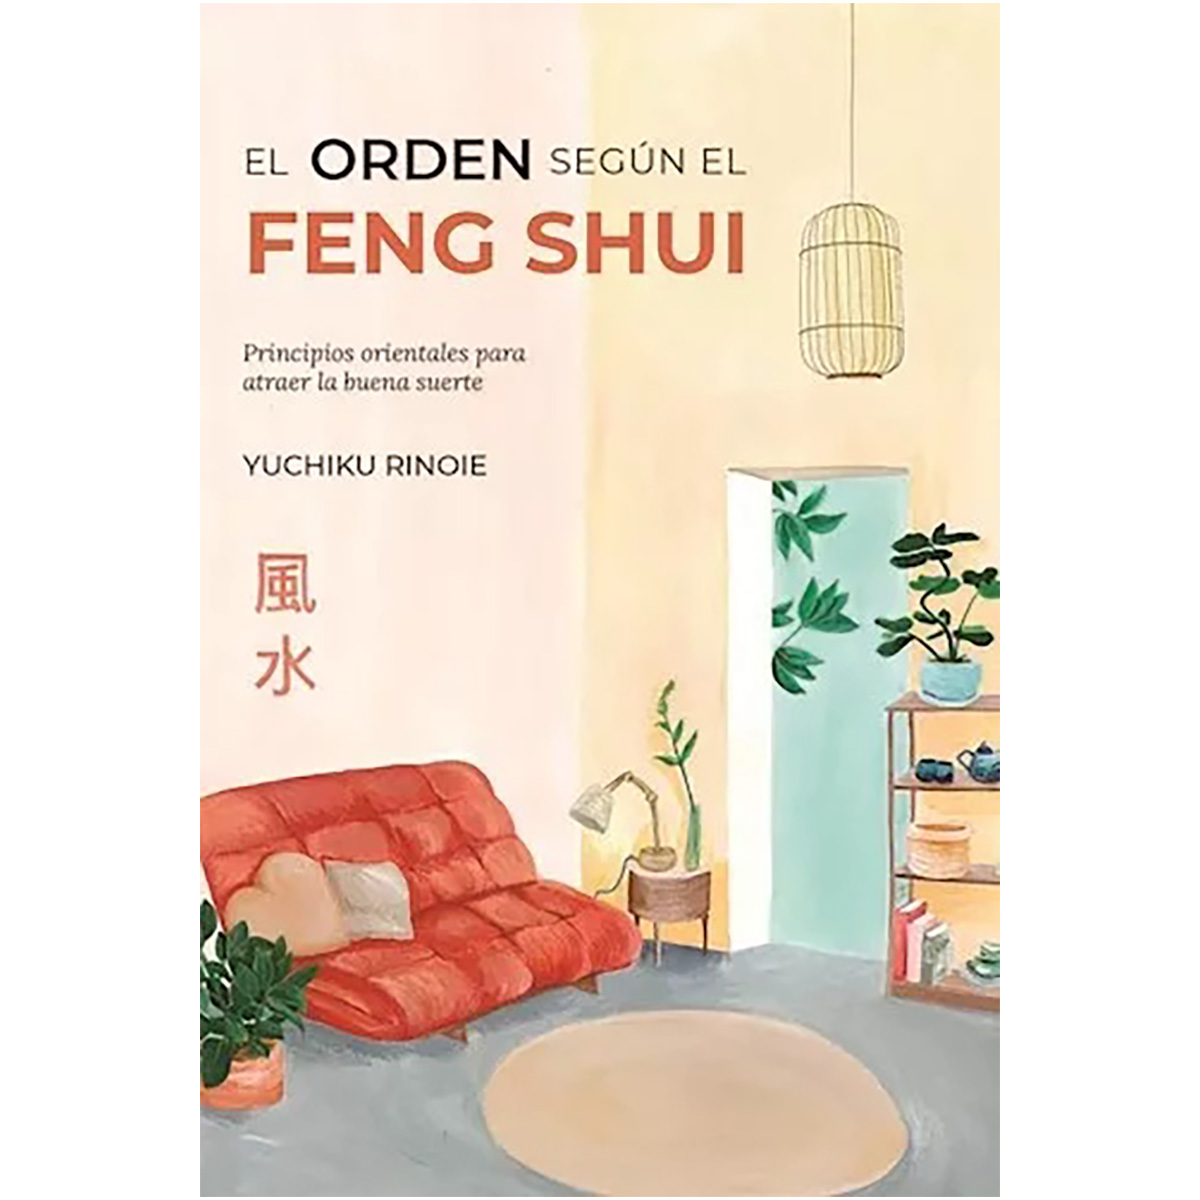 EL ORDEN SEGÚN EL
FENG SHUI
Principios orientales para
atraer la buena suerte
YUCHIKU RINOIE
風
水